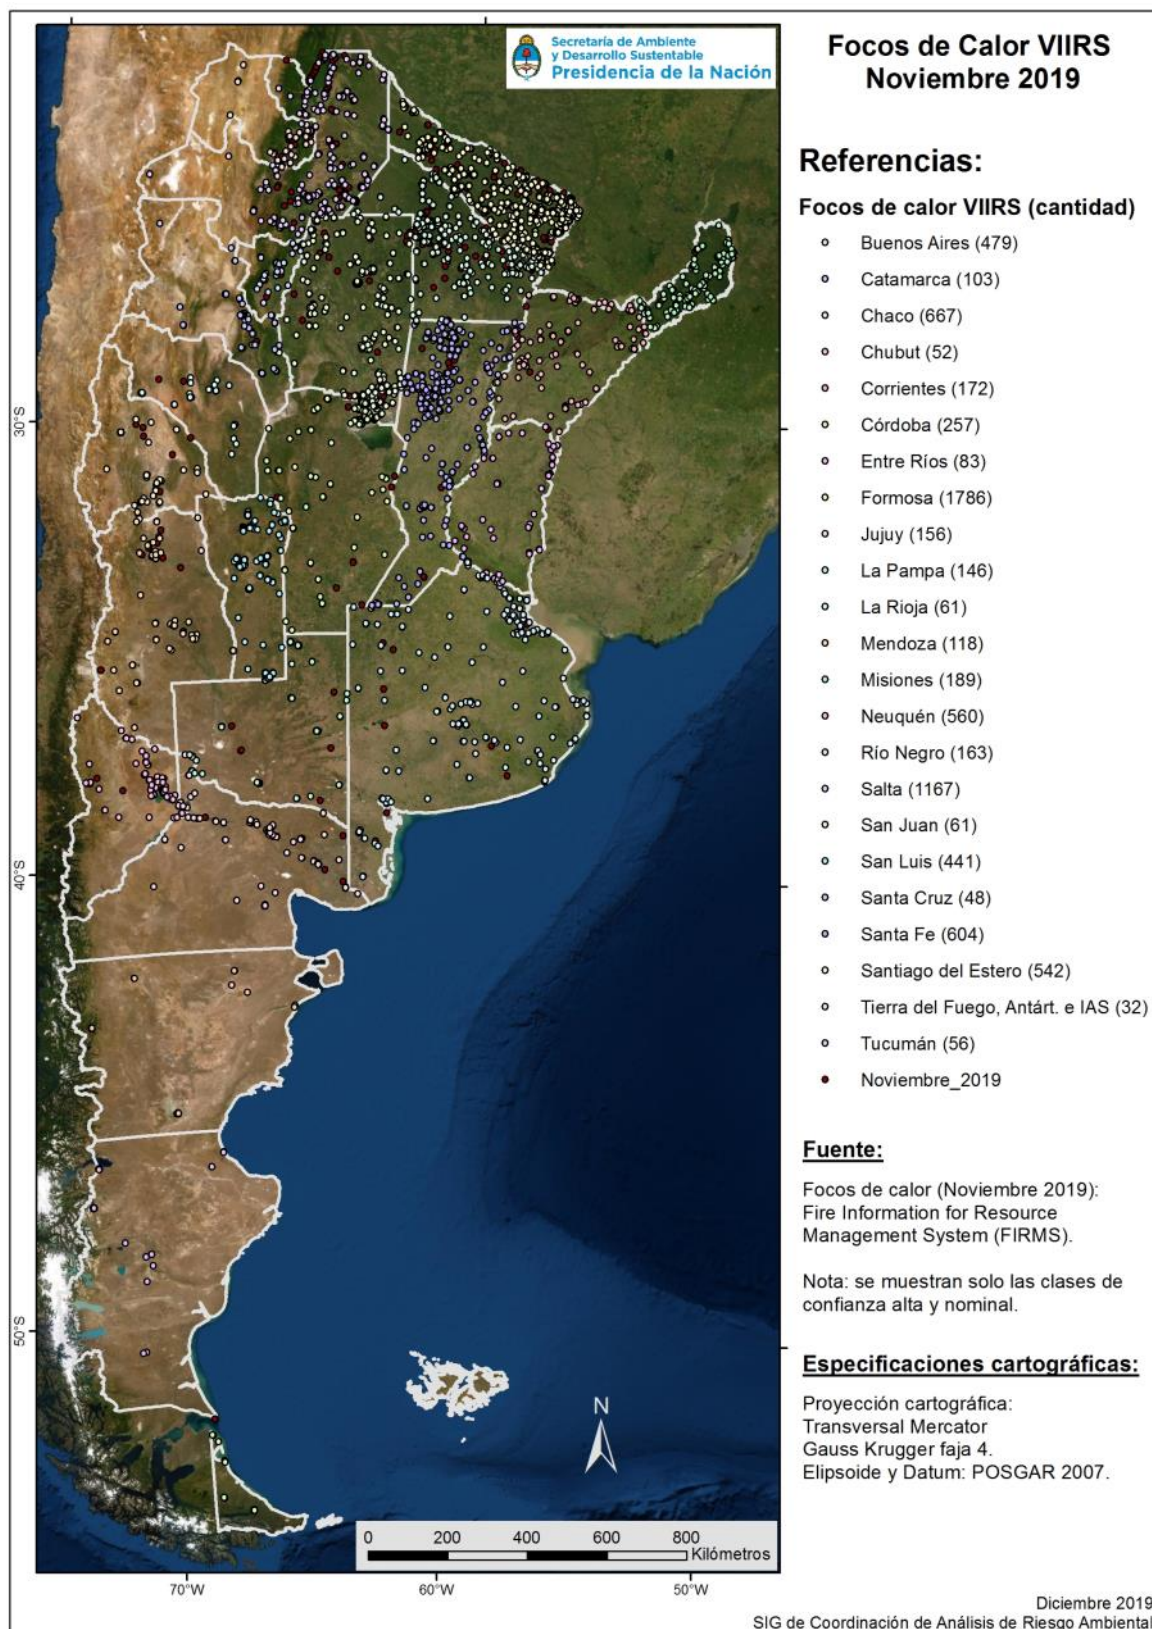 Secretaría de Ambiente
y Desarrollo Sustentable
Presidencia de la Nación
Focos de Calor VIIRS
Noviembre 2019
Referencias:
Focos de calor VIIRS (cantidad)
Buenos Aires (479)
Catamarca (103)
Chaco (667)
Chubut (52)
Corrientes (172)
Córdoba (257)
Entre Ríos (83)
Formosa (1786)
Jujuy (156)
La Pampa (146)
La Rioja (61)
Mendoza (118)
Misiones (189)
Neuquén (560)
Río Negro (163)
Salta (1167)
San Juan (61)
San Luis (441)
Santa Cruz (48)
Santa Fe (604)
Santiago del Estero (542)
Tierra del Fuego, Antárt. e IAS (32)
Tucumán (56)
Noviembre_2019
Fuente:
Focos de calor (Noviembre 2019):
Fire Information for Resource
Management System (FIRMS).
Nota: se muestran solo las clases de
confianza alta y nominal.
Especificaciones cartográficas:
Proyección cartográfica:
Transversal Mercator
Gauss Krugger faja 4.
Elipsoide y Datum: POSGAR 2007.
30°S
40°S
50°S
N
0 200 400 600 800
Kilómetros
70°W 60°W 50°W
Diciembre 2019
SIG de Coordinación de Análisis de Riesgo Ambiental